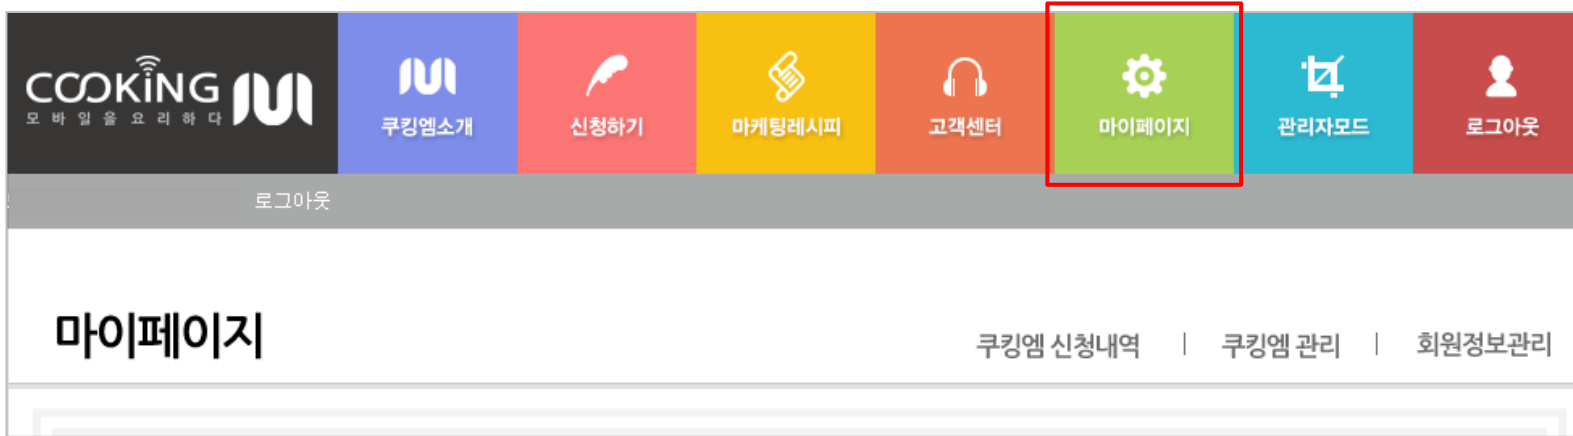 COOKiNG M
모바일을 요리하다
쿠킹엠소개
신청하기
마케팅레시피
고객센터
마이페이지
관리자모드
로그아웃
로그아웃
마이페이지
쿠킹엠 신청내역 | 쿠킹엠 관리 | 회원정보관리